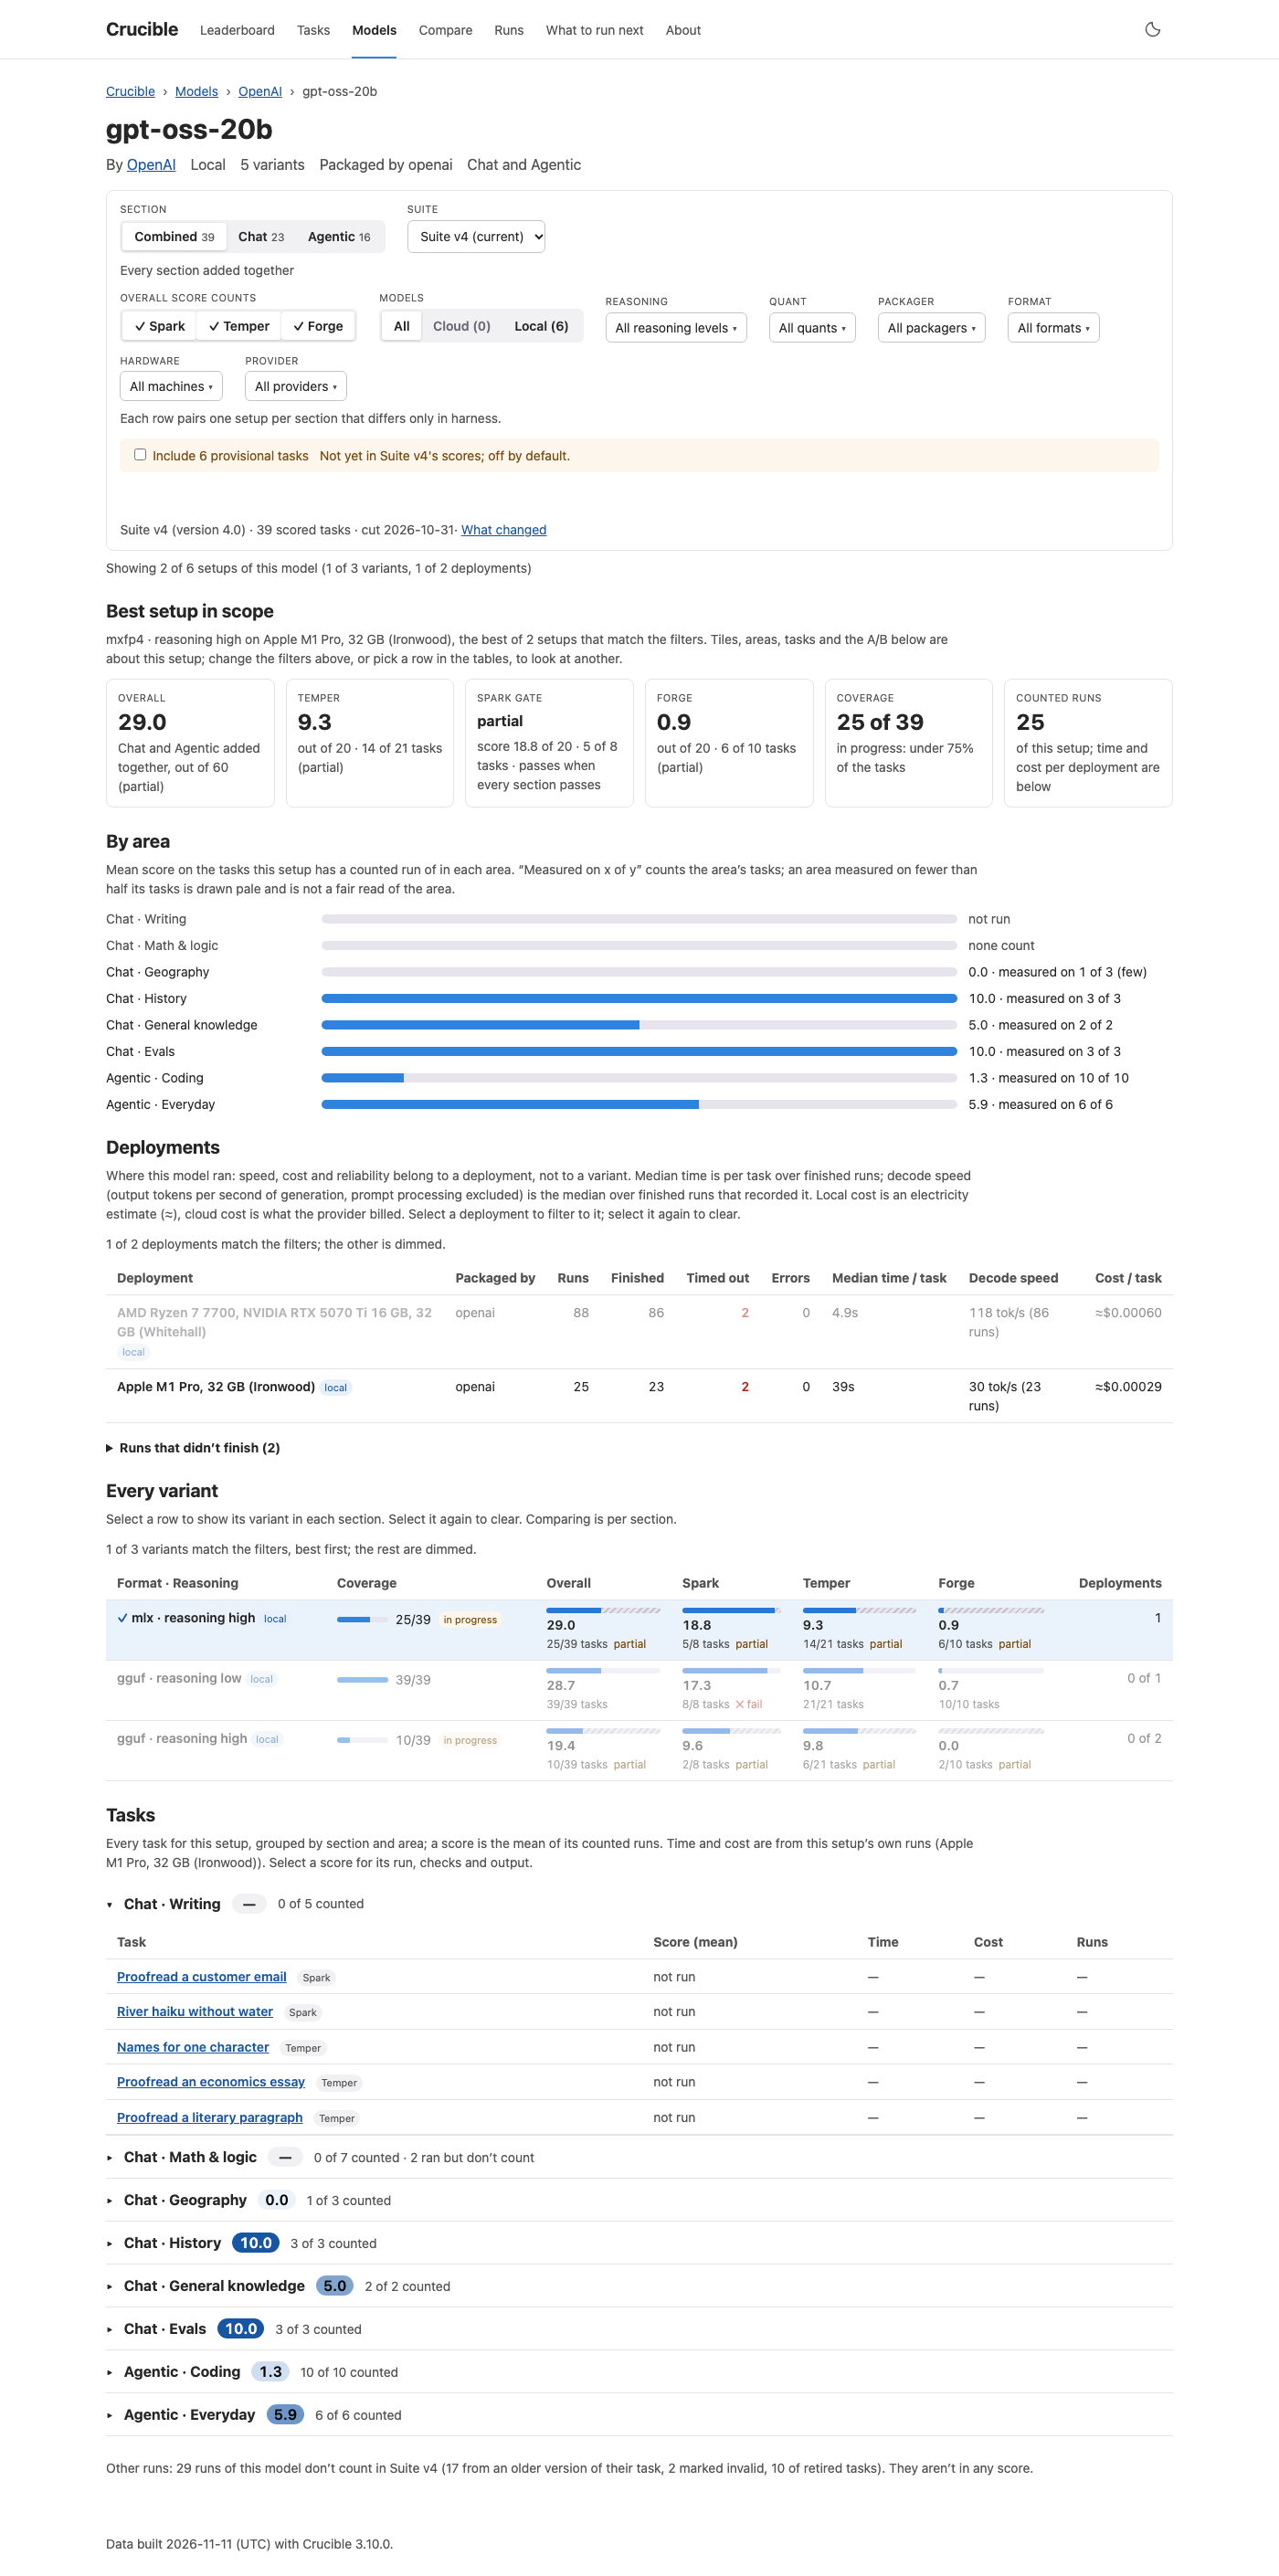 Crucible Leaderboard Tasks Models Compare Runs What to run next About
Crucible › Models › OpenAI › gpt-oss-20b
gpt-oss-20b
By OpenAI Local 5 variants Packaged by openai Chat and Agentic
SECTION SUITE
Combined 39 Chat 23 Agentic 16 Suite v4 (current)
Every section added together
OVERALL SCORE COUNTS MODELS REASONING QUANT PACKAGER FORMAT
✓ Spark ✓ Temper ✓ Forge All Cloud (0) Local (6) All reasoning levels ▾ All quants ▾ All packagers ▾ All formats ▾
HARDWARE PROVIDER
All machines ▾ All providers ▾
Each row pairs one setup per section that differs only in harness.
Include 6 provisional tasks Not yet in Suite v4's scores; off by default.
Suite v4 (version 4.0) · 39 scored tasks · cut 2026-10-31· What changed
Showing 2 of 6 setups of this model (1 of 3 variants, 1 of 2 deployments)
Best setup in scope
mxfp4 · reasoning high on Apple M1 Pro, 32 GB (Ironwood), the best of 2 setups that match the filters. Tiles, areas, tasks and the A/B below are
about this setup; change the filters above, or pick a row in the tables, to look at another.
OVERALL
29.0
Chat and Agentic added
together, out of 60
(partial)
TEMPER
9.3
out of 20 · 14 of 21 tasks
(partial)
SPARK GATE
partial
score 18.8 of 20 · 5 of 8
tasks · passes when
every section passes
FORGE
0.9
out of 20 · 6 of 10 tasks
(partial)
COVERAGE
25 of 39
in progress: under 75%
of the tasks
COUNTED RUNS
25
of this setup; time and
cost per deployment are
below
By area
Mean score on the tasks this setup has a counted run of in each area. “Measured on x of y” counts the area’s tasks; an area measured on fewer than
half its tasks is drawn pale and is not a fair read of the area.
Chat · Writing not run
Chat · Math & logic none count
Chat · Geography 0.0 · measured on 1 of 3 (few)
Chat · History 10.0 · measured on 3 of 3
Chat · General knowledge 5.0 · measured on 2 of 2
Chat · Evals 10.0 · measured on 3 of 3
Agentic · Coding 1.3 · measured on 10 of 10
Agentic · Everyday 5.9 · measured on 6 of 6
Deployments
Where this model ran: speed, cost and reliability belong to a deployment, not to a variant. Median time is per task over finished runs; decode speed
(output tokens per second of generation, prompt processing excluded) is the median over finished runs that recorded it. Local cost is an electricity
estimate (≈), cloud cost is what the provider billed. Select a deployment to filter to it; select it again to clear.
1 of 2 deployments match the filters; the other is dimmed.
Deployment Packaged by Runs Finished Timed out Errors Median time / task Decode speed Cost / task
AMD Ryzen 7 7700, NVIDIA RTX 5070 Ti 16 GB, 32 openai 88 86 2 0 4.9s 118 tok/s (86 ≈$0.00060
GB (Whitehall) runs)
local
Apple M1 Pro, 32 GB (Ironwood) local openai 25 23 2 0 39s 30 tok/s (23 ≈$0.00029
runs)
▶ Runs that didn’t finish (2)
Every variant
Select a row to show its variant in each section. Select it again to clear. Comparing is per section.
1 of 3 variants match the filters, best first; the rest are dimmed.
Format · Reasoning Coverage Overall Spark Temper Forge Deployments
✓ mlx · reasoning high local 25/39 in progress 29.0 18.8 9.3 0.9 1
25/39 tasks partial 5/8 tasks partial 14/21 tasks partial 6/10 tasks partial
gguf · reasoning low local 39/39 28.7 17.3 10.7 0.7 0 of 1
39/39 tasks 8/8 tasks ✕ fail 21/21 tasks 10/10 tasks
gguf · reasoning high local 10/39 in progress 19.4 9.6 9.8 0.0 0 of 2
10/39 tasks partial 2/8 tasks partial 6/21 tasks partial 2/10 tasks partial
Tasks
Every task for this setup, grouped by section and area; a score is the mean of its counted runs. Time and cost are from this setup’s own runs (Apple
M1 Pro, 32 GB (Ironwood)). Select a score for its run, checks and output.
▾ Chat · Writing — 0 of 5 counted
Task Score (mean) Time Cost Runs
Proofread a customer email Spark not run — — —
River haiku without water Spark not run — — —
Names for one character Temper not run — — —
Proofread an economics essay Temper not run — — —
Proofread a literary paragraph Temper not run — — —
▸ Chat · Math & logic — 0 of 7 counted · 2 ran but don’t count
▸ Chat · Geography 0.0 1 of 3 counted
▸ Chat · History 10.0 3 of 3 counted
▸ Chat · General knowledge 5.0 2 of 2 counted
▸ Chat · Evals 10.0 3 of 3 counted
▸ Agentic · Coding 1.3 10 of 10 counted
▸ Agentic · Everyday 5.9 6 of 6 counted
Other runs: 29 runs of this model don’t count in Suite v4 (17 from an older version of their task, 2 marked invalid, 10 of retired tasks). They aren’t in any score.
Data built 2026-11-11 (UTC) with Crucible 3.10.0.